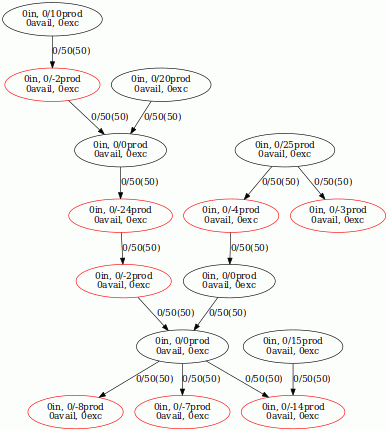 0in, 0/10prod
0avail, 0exc
0/50(50)
0in, 0/-2prod
0avail, 0exc
0in, 0/20prod
0avail, 0exc
0/50(50)
0/50(50)
0in, 0/0prod
0avail, 0exc
0in, 0/25prod
0avail, 0exc
0/50(50)
0/50(50)
0/50(50)
0in, 0/-24prod
0avail, 0exc
0in, 0/-4prod
0avail, 0exc
0in, 0/-3prod
0avail, 0exc
0/50(50)
0/50(50)
0in, 0/-2prod
0avail, 0exc
0in, 0/0prod
0avail, 0exc
0/50(50)
0/50(50)
0in, 0/0prod
0avail, 0exc
0in, 0/15prod
0avail, 0exc
0/50(50)
0/50(50)
0/50(50)
0/50(50)
0in, 0/-8prod
0avail, 0exc
0in, 0/-7prod
0avail, 0exc
0in, 0/-14prod
0avail, 0exc